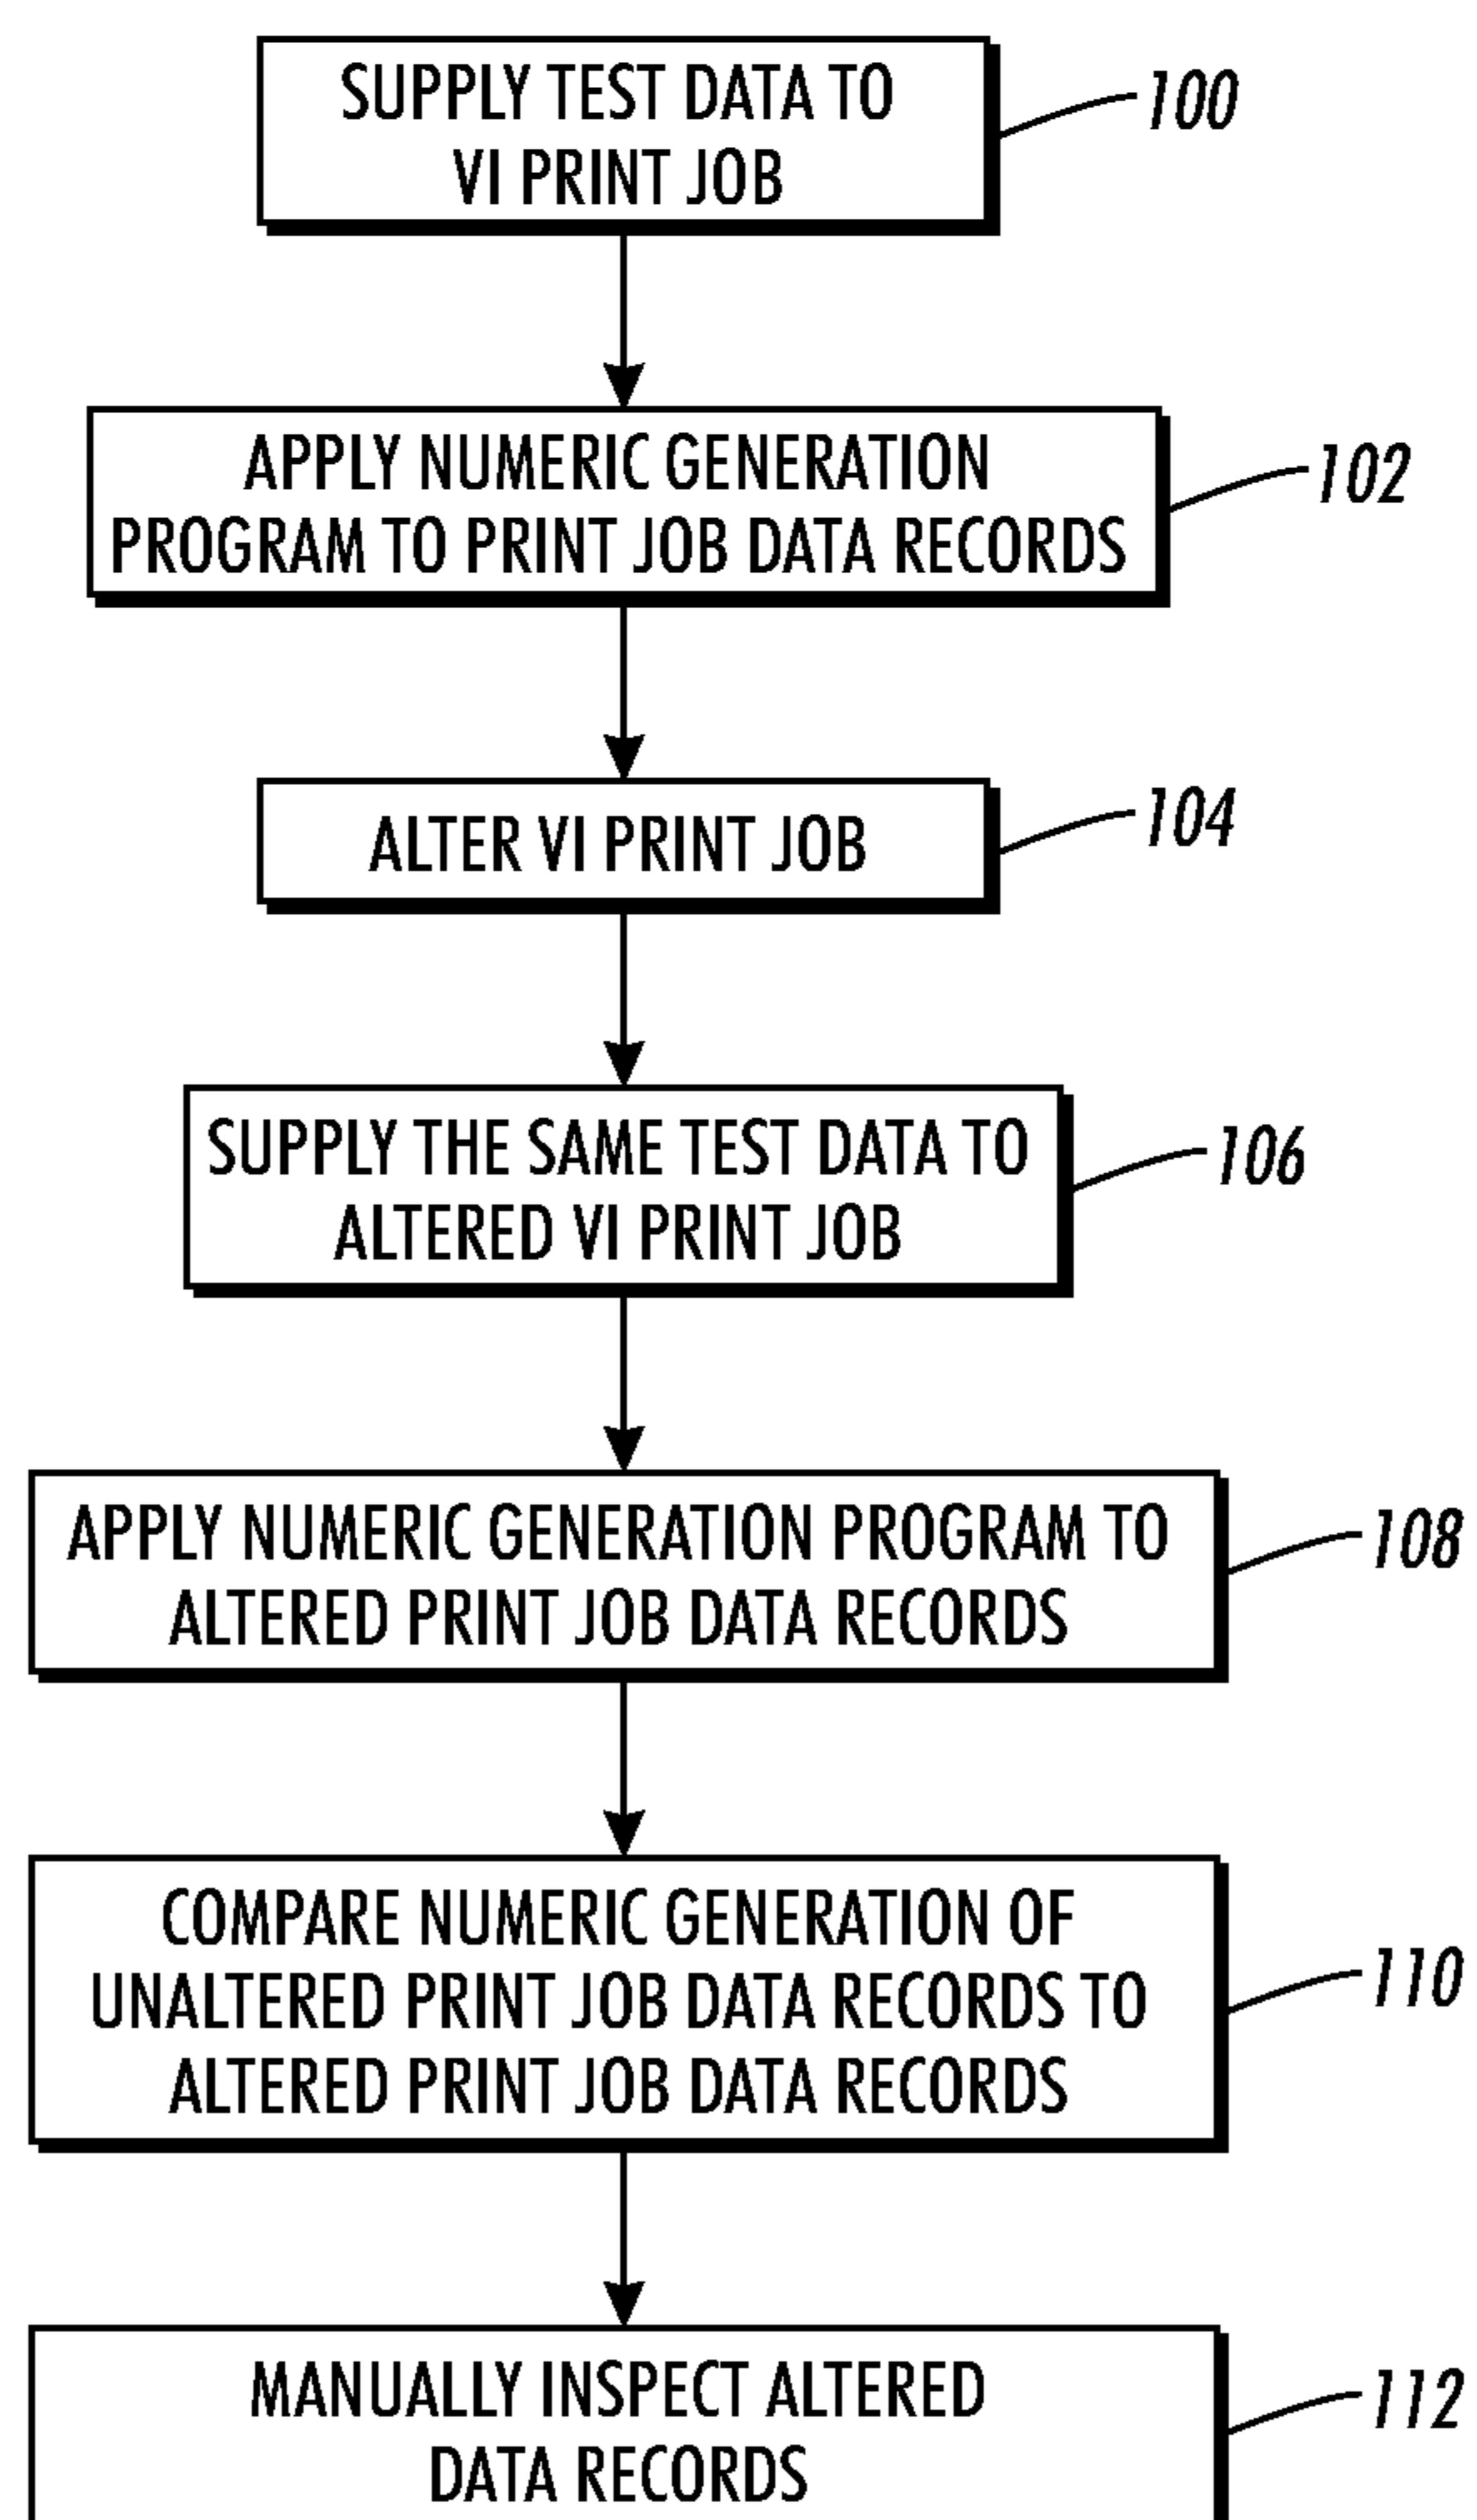 SUPPLY TEST DATA TO
VI PRINT JOB
100
APPLY NUMERIC GENERATION
PROGRAM TO PRINT JOB DATA RECORDS
102
ALTER VI PRINT JOB
104
SUPPLY THE SAME TEST DATA TO
ALTERED VI PRINT JOB
106
APPLY NUMERIC GENERATION PROGRAM TO
ALTERED PRINT JOB DATA RECORDS
108
COMPARE NUMERIC GENERATION OF
UNALTERED PRINT JOB DATA RECORDS TO
ALTERED PRINT JOB DATA RECORDS
110
MANUALLY INSPECT ALTERED
DATA RECORDS
112